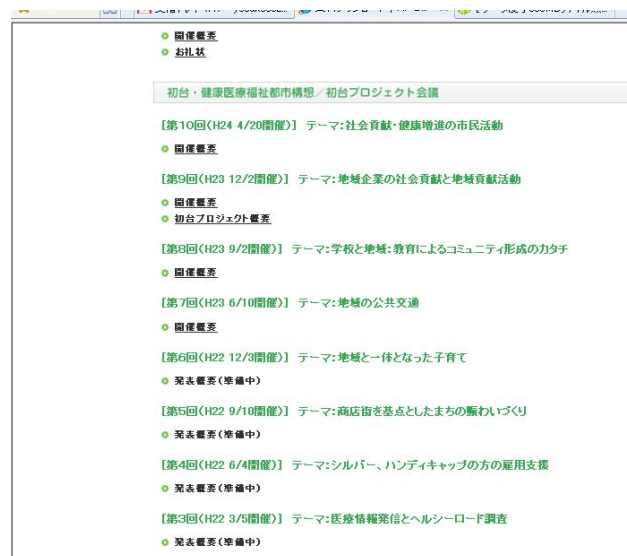 開催概要
お礼状
初台・健康医療福祉都市構想／初台プロジェクト会議
[第10回(H24 4/20開催)] テーマ:社会貢献・健康増進の市民活動
開催概要
[第9回(H23 12/2開催)] テーマ:地域企業の社会貢献と地域貢献活動
開催概要
初台プロジェクト概要
[第8回(H23 9/2開催)] テーマ:学校と地域:教育によるコミュニティ形成のカタチ
開催概要
[第7回(H23 6/10開催)] テーマ:地域の公共交通
開催概要
[第6回(H22 12/3開催)] テーマ:地域と一体となった子育て
発表概要(準備中)
[第5回(H22 9/10開催)] テーマ:商店街を基点としたまちの賑わいづくり
発表概要(準備中)
[第4回(H22 6/4開催)] テーマ:シルバー、ハンディキャップの方の雇用支援
発表概要(準備中)
[第3回(H22 3/5開催)] テーマ:医療情報発信とヘルシーロード調査
発表概要(準備中)